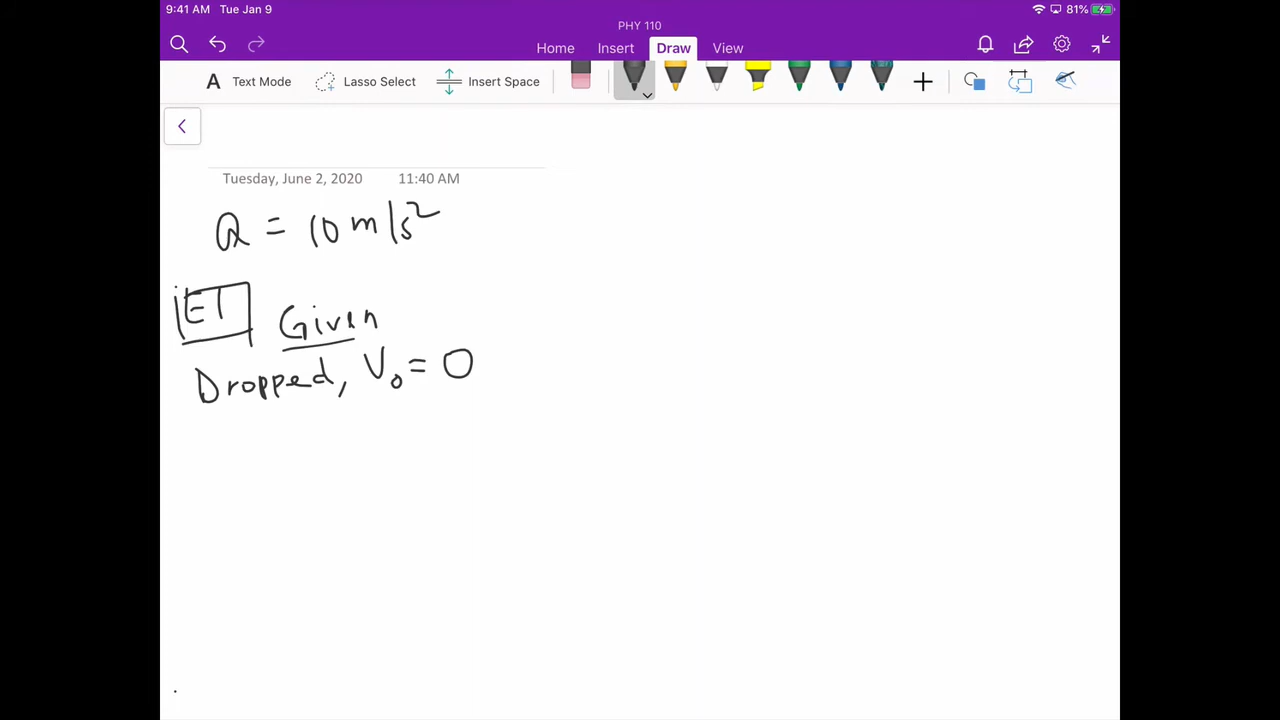 9:41 AM Tue Jan 9
81%
PHY 110
Home Insert Draw View
A Text Mode Lasso Select Insert Space
Tuesday, June 2, 2020 11:40 AM
a = 10 m/s²
Given
Dropped, V₀ = 0